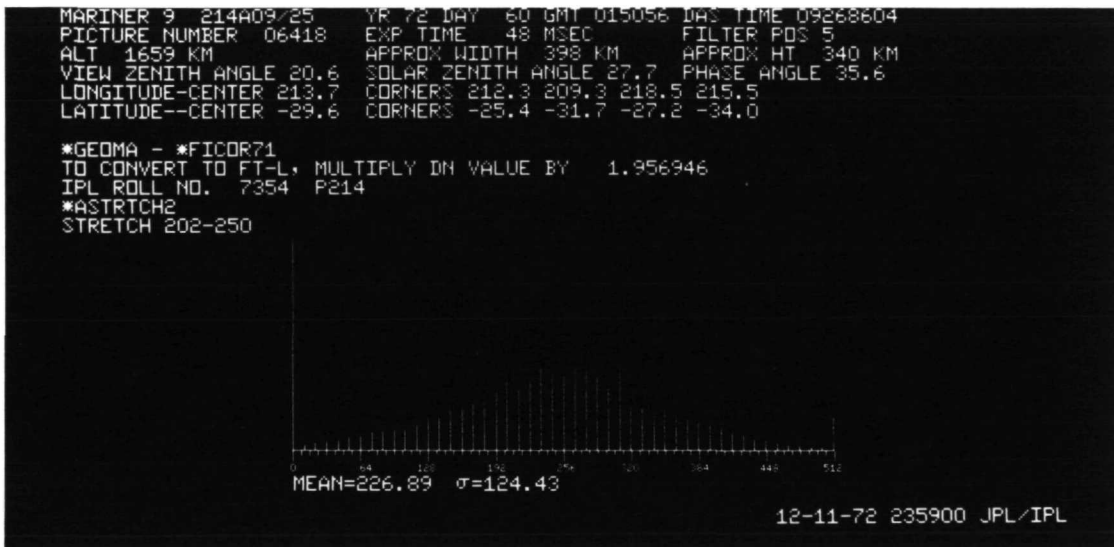 MARINER 9 214A09/25 YR 72 DAY 60 GMT 015056 DAS TIME 09268604
PICTURE NUMBER 06418 EXP TIME 48 MSEC FILTER POS 5
ALT 1659 KM APPROX WIDTH 398 KM APPROX HT 340 KM
VIEW ZENITH ANGLE 20.6 SOLAR ZENITH ANGLE 27.7 PHASE ANGLE 35.6
LONGITUDE-CENTER 213.7 CORNERS 212.3 209.3 218.5 215.5
LATITUDE--CENTER -29.6 CORNERS -25.4 -31.7 -27.2 -34.0
*GEOMA - *FICOR71
TO CONVERT TO FT-L, MULTIPLY DN VALUE BY 1.956946
IPL ROLL NO. 7354 P214
*ASTRTCH2
STRETCH 202-250
0 64 128 192 256 320 384 448 512
MEAN=226.89 σ=124.43
12-11-72 235900 JPL/IPL